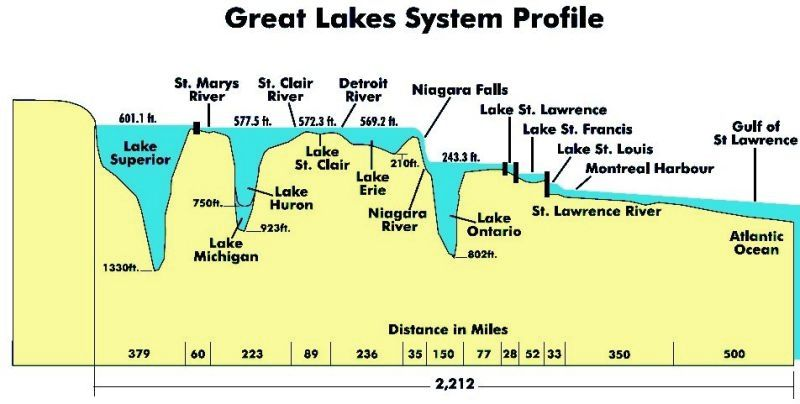 Great Lakes System Profile
St. Marys
River
St. Clair
River
Detroit
River
Niagara Falls
601.1 ft.
577.5 ft.
572.3 ft.
569.2 ft.
Lake St. Lawrence
Lake St. Francis
Lake St. Louis
Montreal Harbour
Gulf of
St Lawrence
Lake
Superior
Lake
St. Clair
Lake
Erie
210ft.
243.3 ft.
Lake
Huron
750ft.
923ft.
Lake
Michigan
1330ft.
Niagara
River
Lake
Ontario
802ft.
St. Lawrence River
Atlantic
Ocean
Distance in Miles
379 60 223 89 236 35 150 77 28 52 33 350 500
2,212